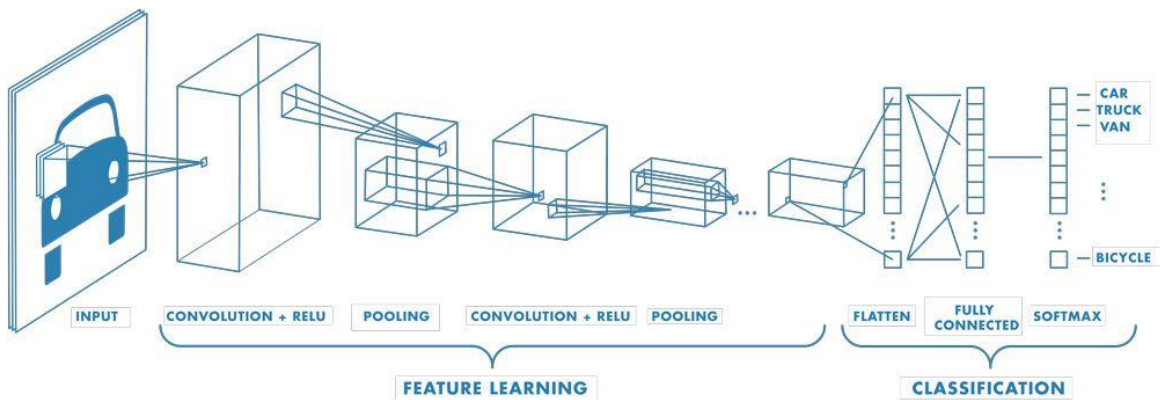 CAR
TRUCK
VAN
BICYCLE
INPUT
CONVOLUTION + RELU
POOLING
CONVOLUTION + RELU
POOLING
FLATTEN
FULLY
CONNECTED
SOFTMAX
FEATURE LEARNING
CLASSIFICATION